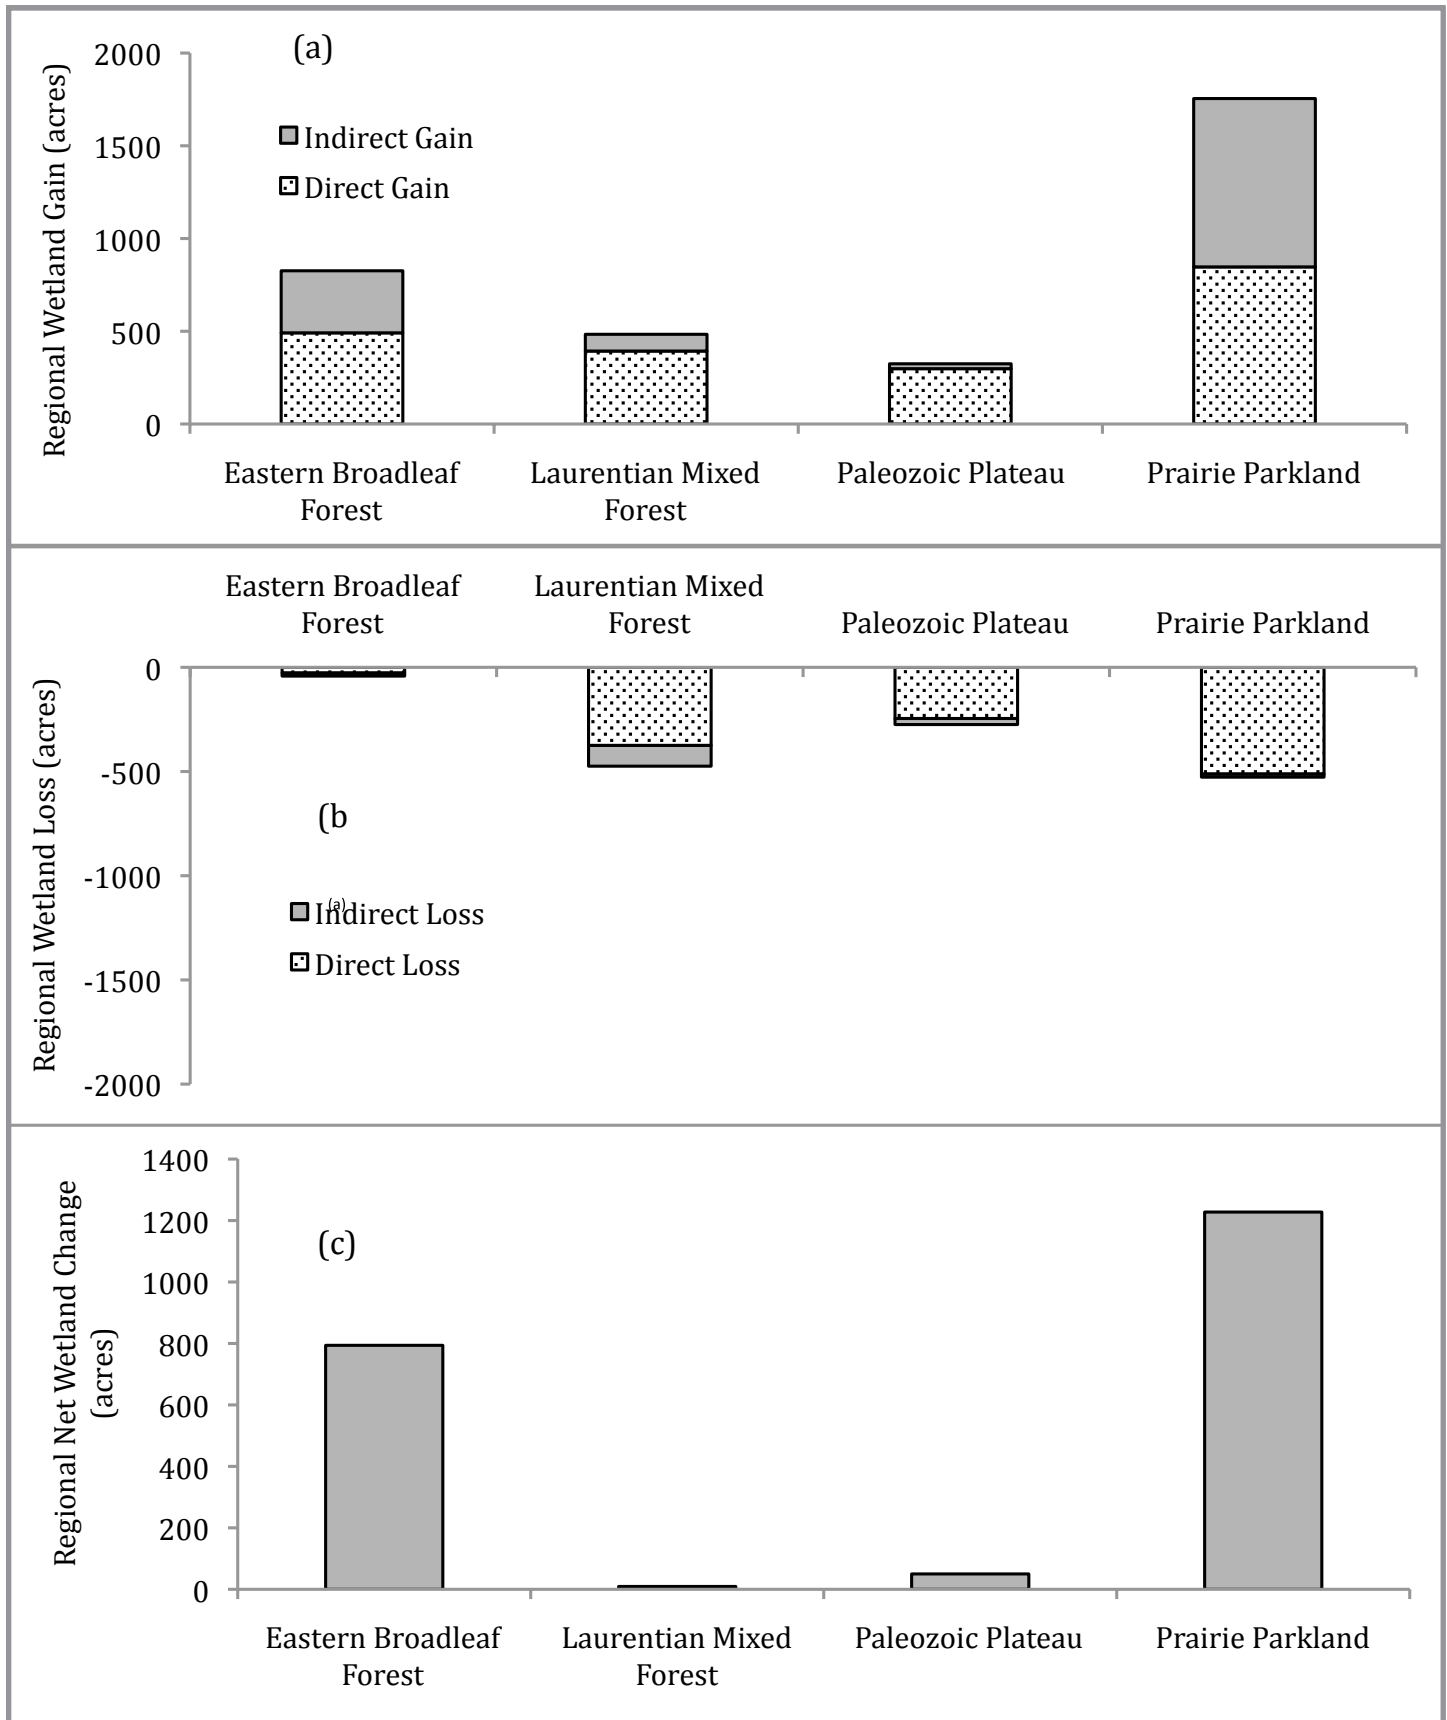 (a)
Regional Wetland Gain (acres)
2000
1500
1000
500
0
Indirect Gain
Direct Gain
Eastern Broadleaf
Forest
Laurentian Mixed
Forest
Paleozoic Plateau
Prairie Parkland
Eastern Broadleaf
Forest
Laurentian Mixed
Forest
Paleozoic Plateau
Prairie Parkland
Regional Wetland Loss (acres)
0
-500
-1000
-1500
-2000
(b
(a)
Indirect Loss
Direct Loss
Regional Net Wetland Change
(acres)
1400
1200
1000
800
600
400
200
0
(c)
Eastern Broadleaf
Forest
Laurentian Mixed
Forest
Paleozoic Plateau
Prairie Parkland